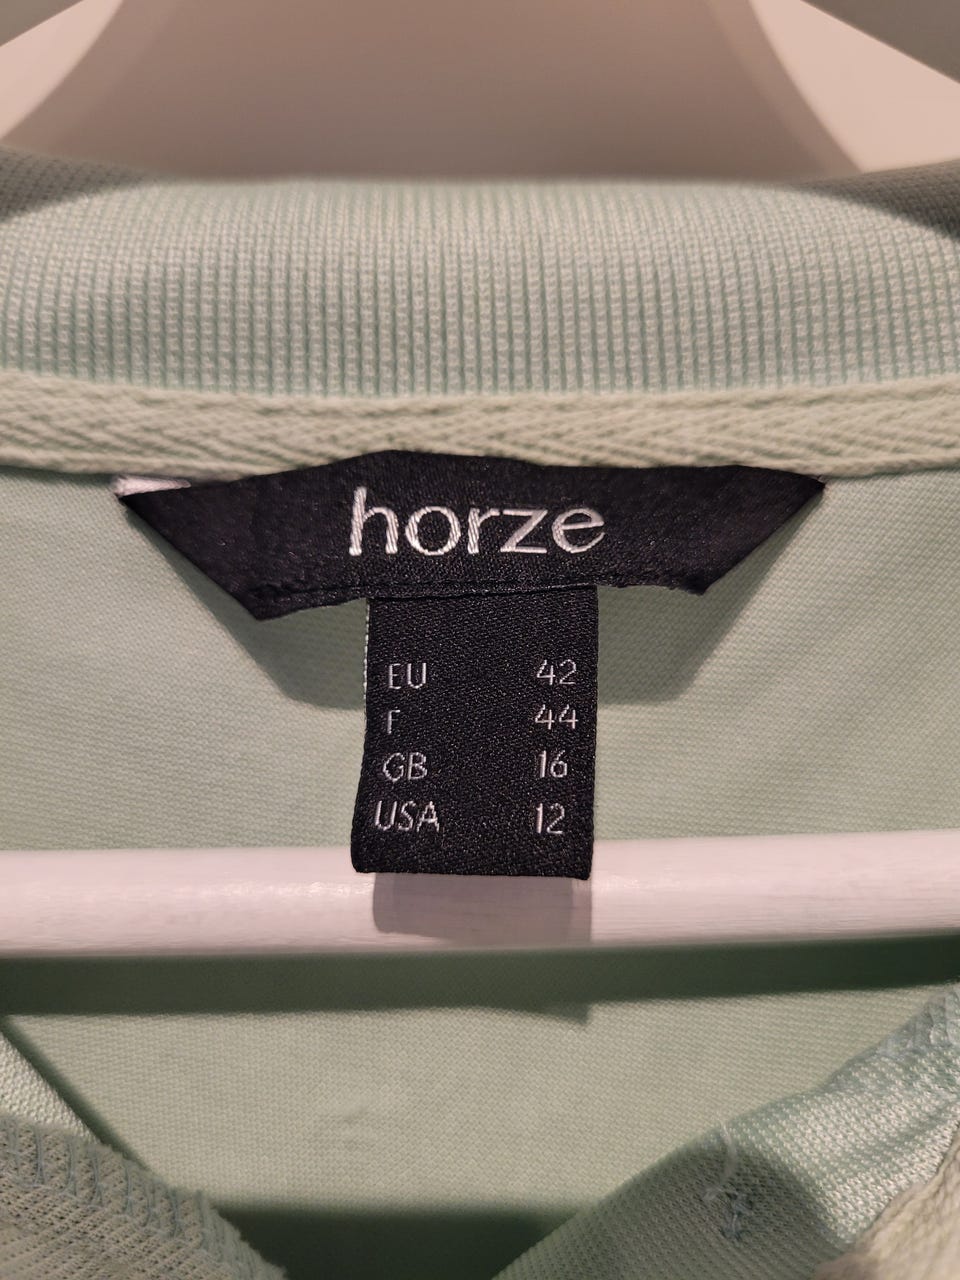 horze
EU 42
F 44
GB 16
USA 12